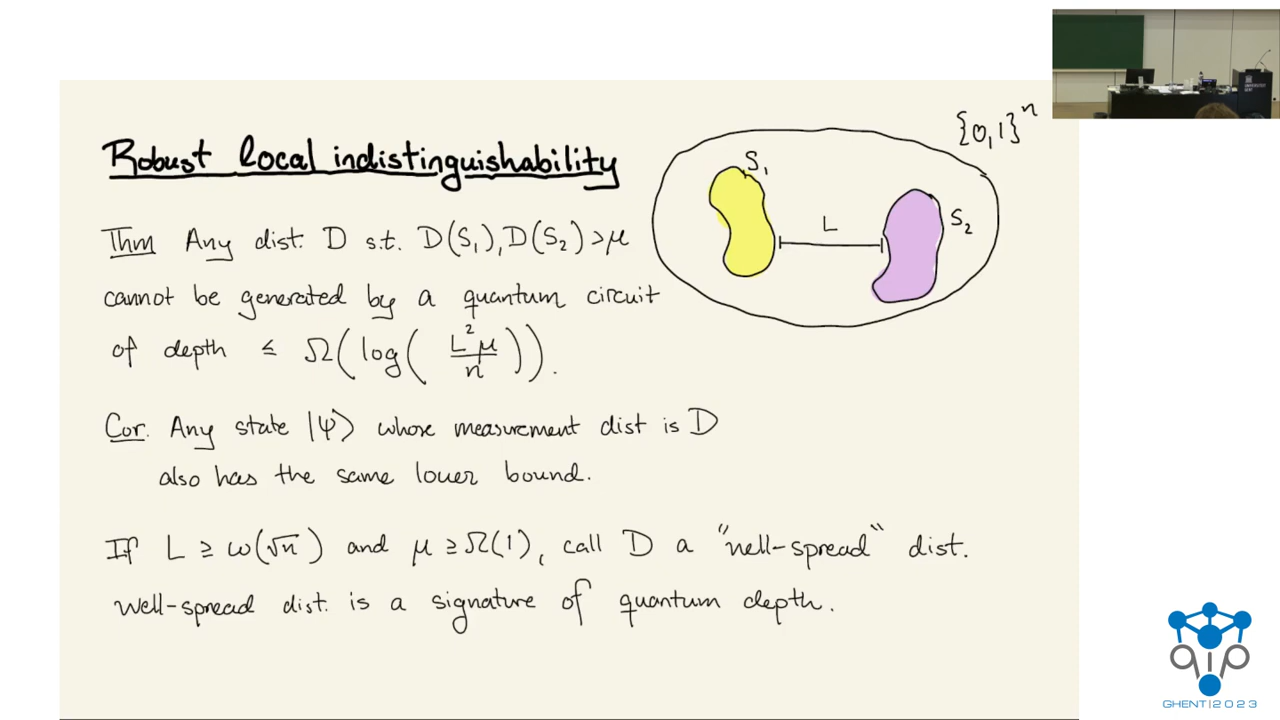 Robust local indistinguishability
Thm Any dist. D s.t. D(S₁), D(S₂) > μ
cannot be generated by a quantum circuit
of depth ≤ Ω(log(L²μ/n)).
Cor. Any state |ψ⟩ whose measurement dist is D
also has the same lower bound.
If L ≥ ω(√n) and μ ≥ Ω(1), call D a "well-spread" dist.
Well-spread dist. is a signature of quantum depth.
{0,1}ⁿ
S₁
L
S₂
qip
GHENT|2023